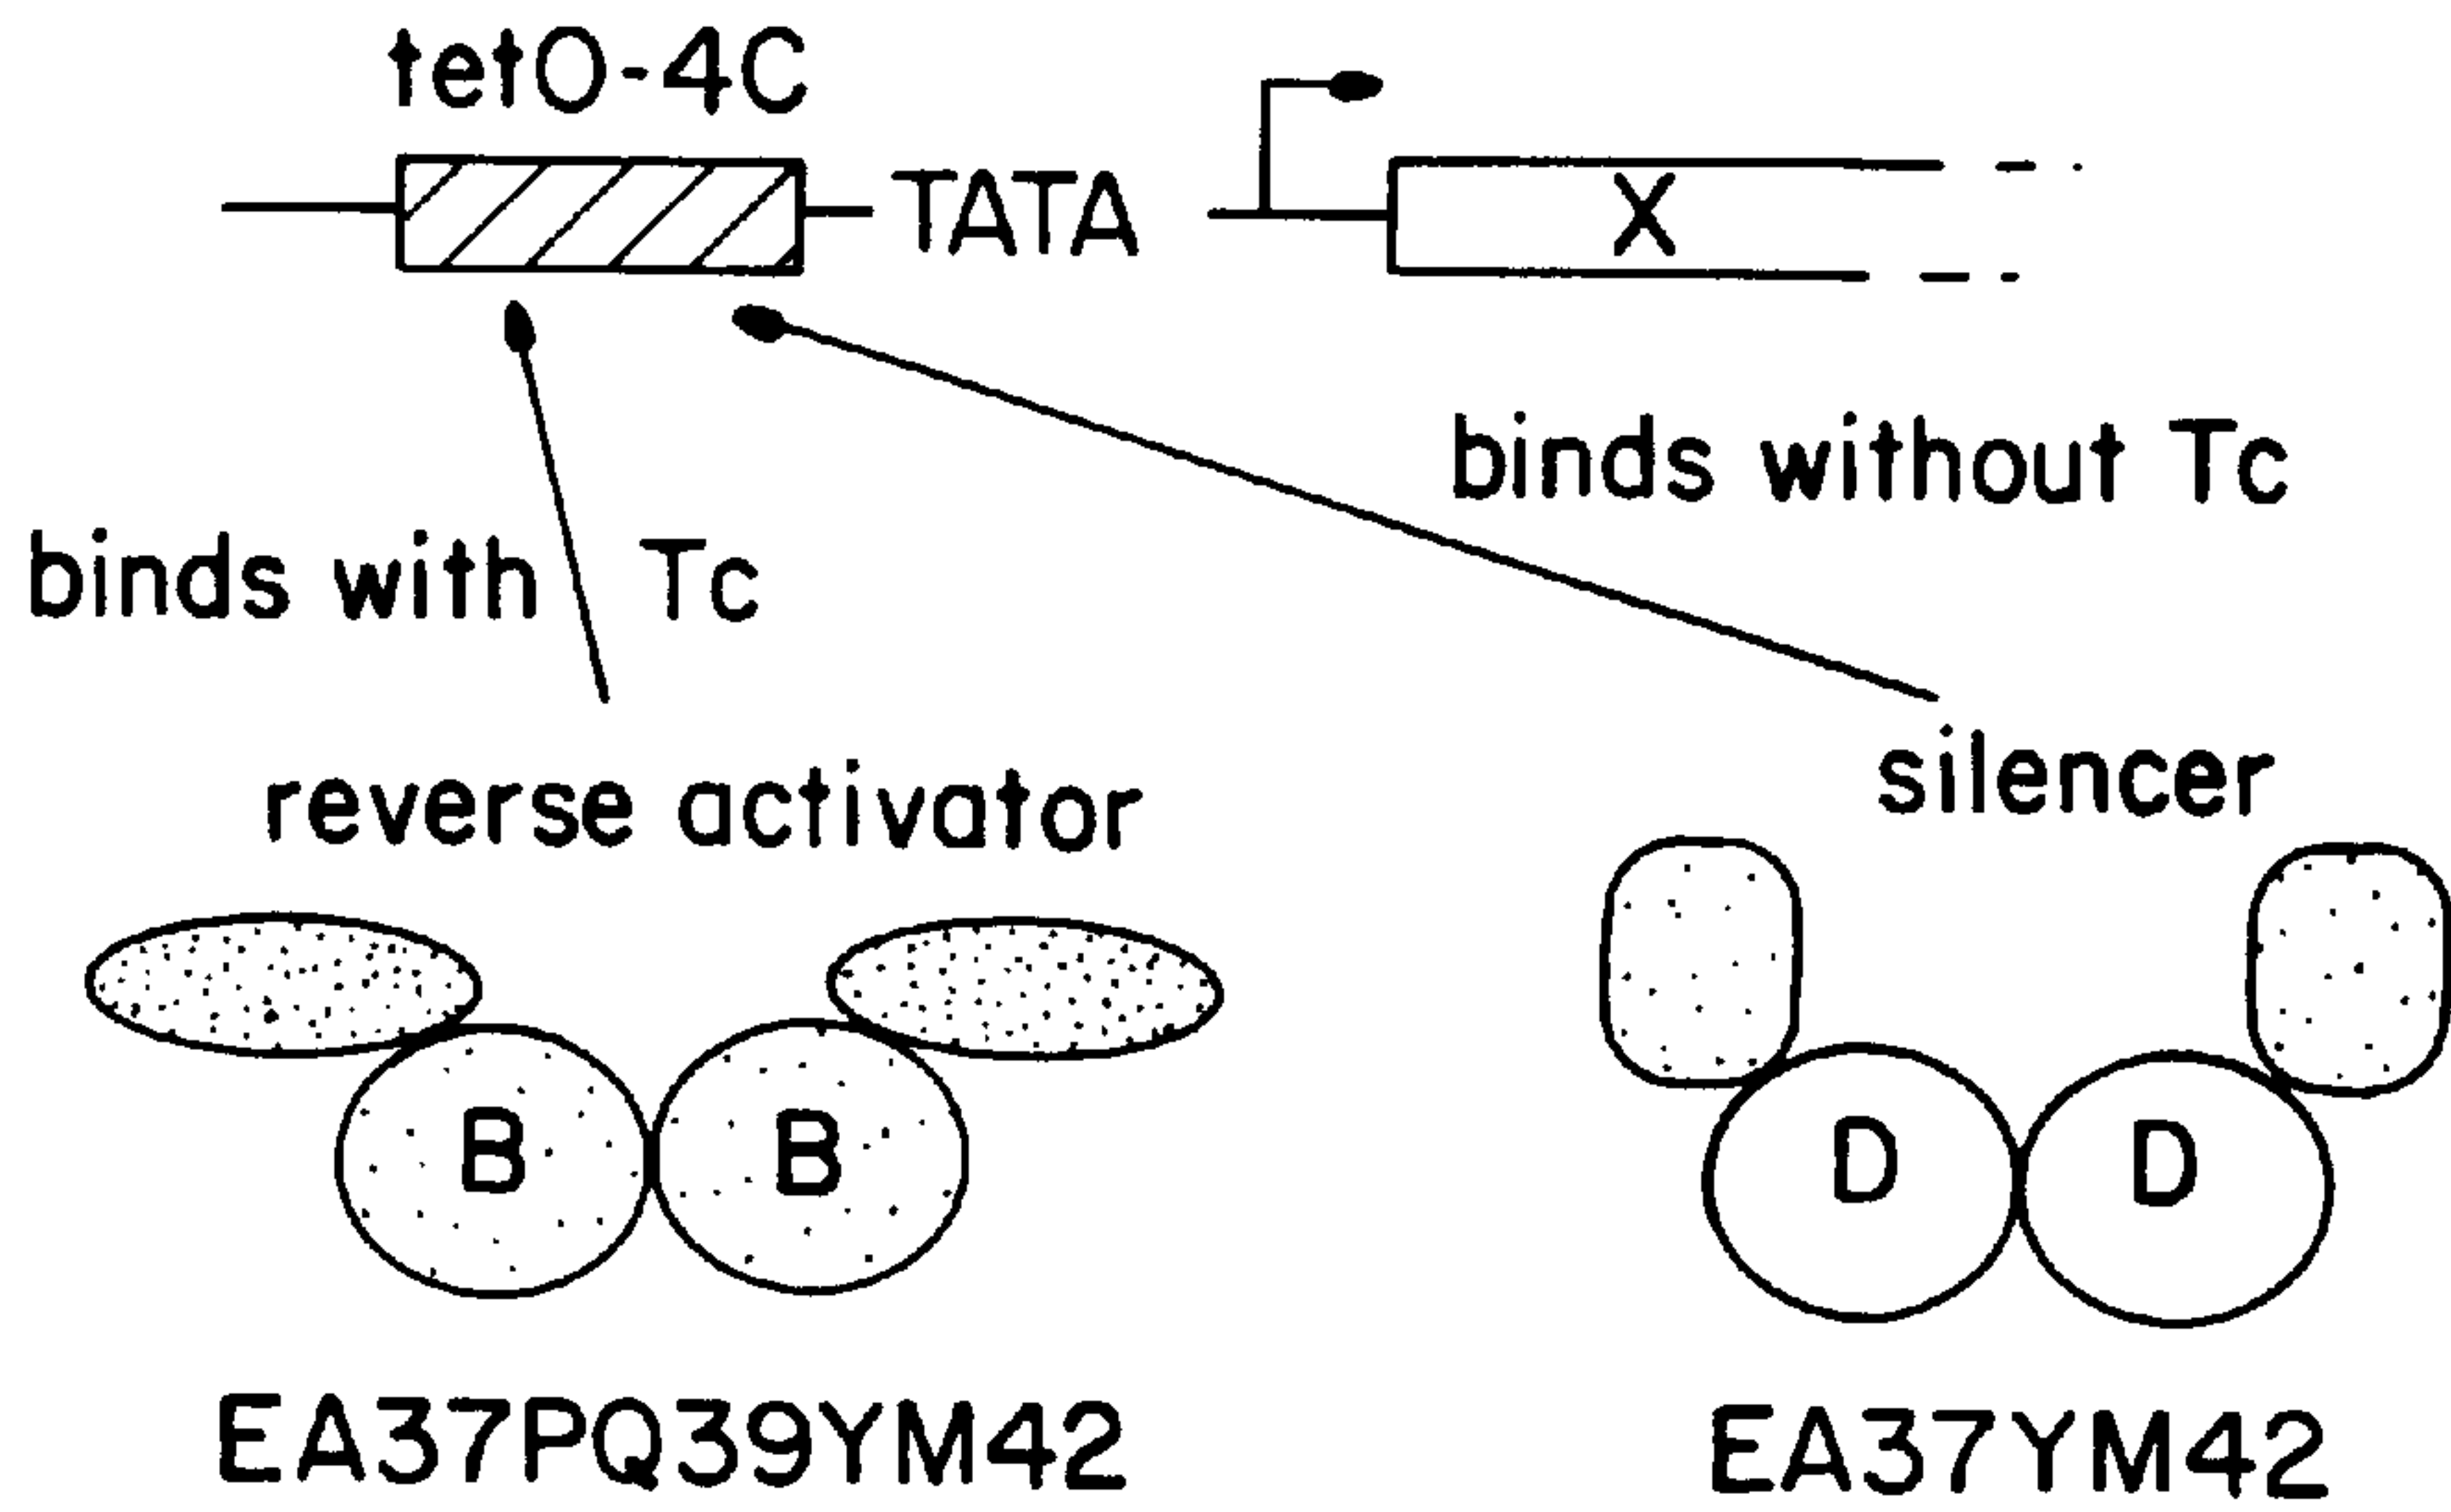 tetO-4C
TATA
X
binds without Tc
binds with Tc
silencer
reverse activator
B B
D D
EA37PQ39YM42
EA37YM42